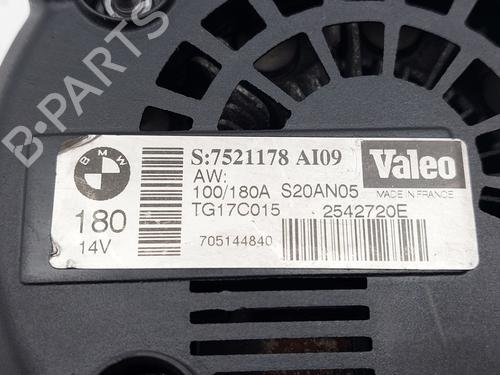 B-PARTS
BMW
S:7521178 AI09
AW:
100/180A S20AN05
TG17C015 2542720E
180
14V
705144840
Valeo
MADE IN FRANCE